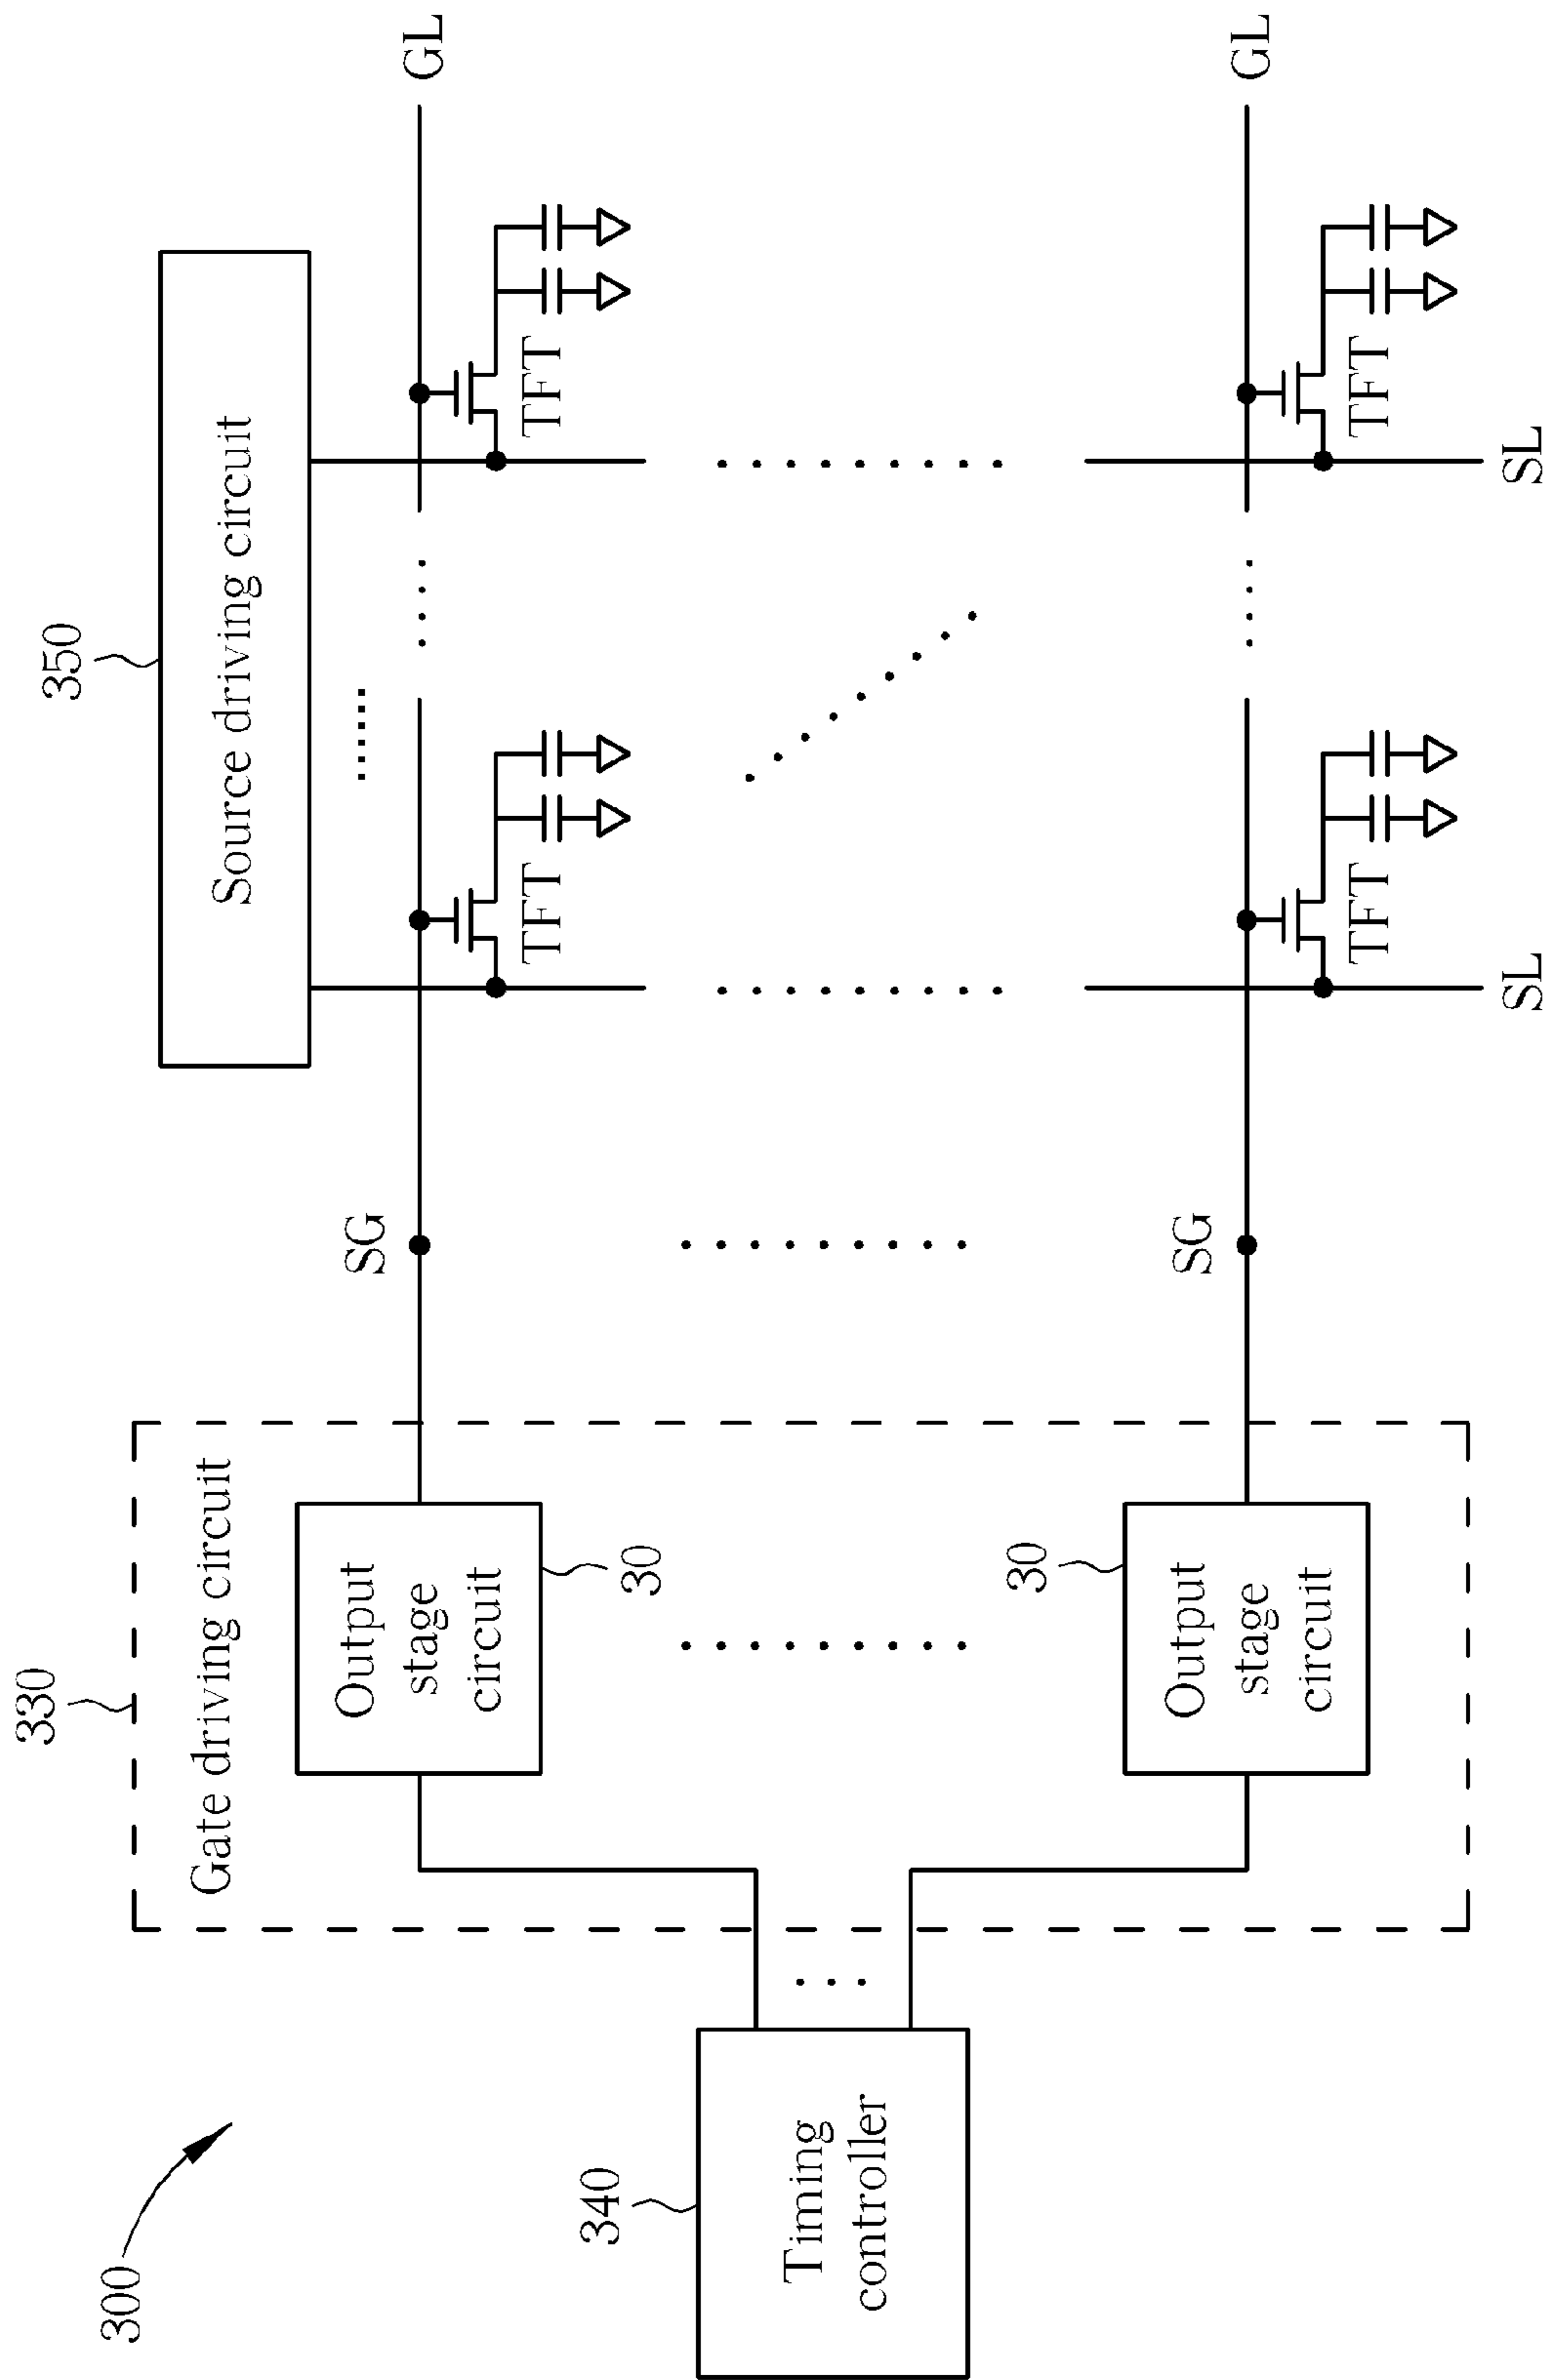 300
330
350
Gate driving circuit
Source driving circuit
SG
GL
Output
stage
circuit
30
TFT
TFT
340
Timing
controller
30
SG
GL
Output
stage
circuit
TFT
TFT
SL
SL